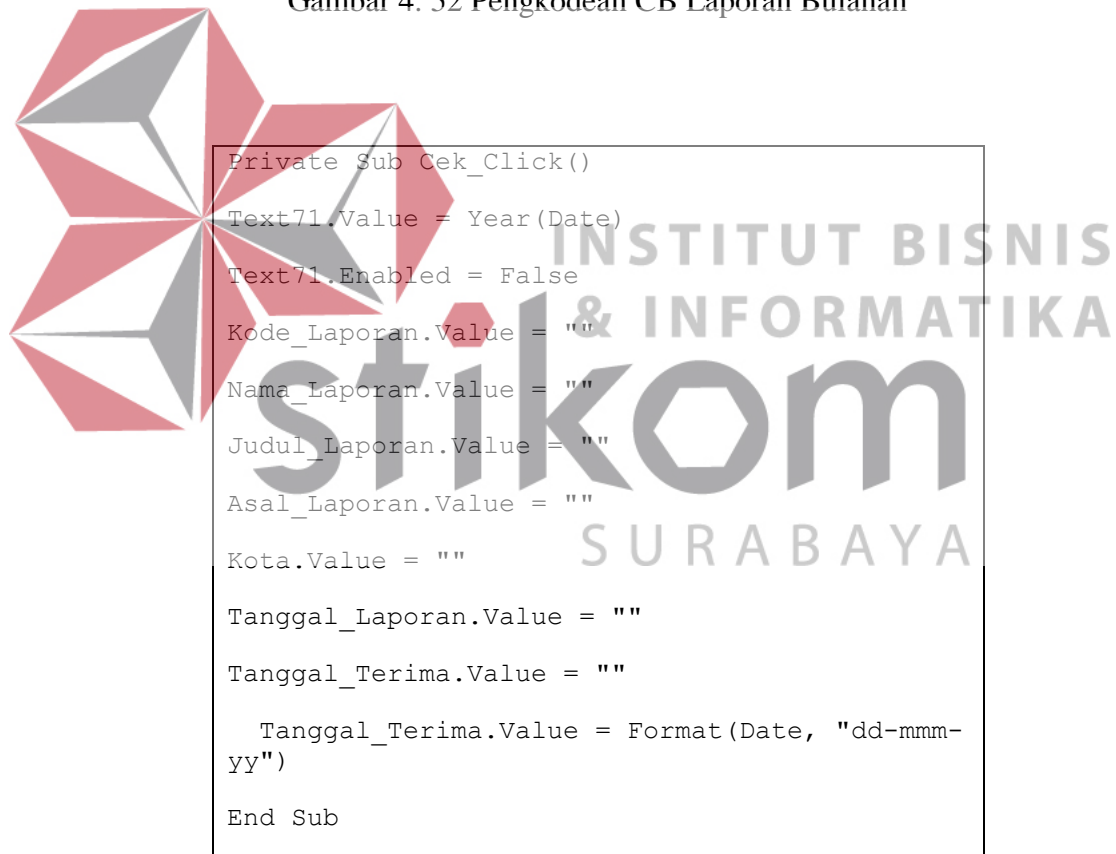 Gambar 4. 52 Pengkodean CB Laporan Bulanan
Private Sub Cek_Click()
Text71.Value = Year(Date)
Text71.Enabled = False
Kode_Laporan.Value = ""
Nama_Laporan.Value = ""
Judul_Laporan.Value = ""
Asal_Laporan.Value = ""
Kota.Value = ""
Tanggal_Laporan.Value = ""
Tanggal_Terima.Value = ""
Tanggal_Terima.Value = Format(Date, "dd-mmm-
yy")
End Sub
INSTITUT BISNIS
& INFORMATIKA
stikom
SURABAYA